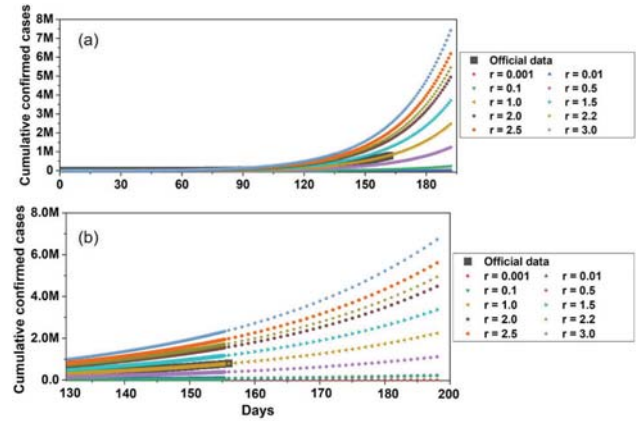 (a)
Cumulative confirmed cases
8M
7M
6M
5M
4M
3M
2M
1M
0
0 30 60 90 120 150 180
Official data
r = 0.001 r = 0.01
r = 0.1 r = 0.5
r = 1.0 r = 1.5
r = 2.0 r = 2.2
r = 2.5 r = 3.0
(b)
Cumulative confirmed cases
8.0M
6.0M
4.0M
2.0M
0.0
130 140 150 160 170 180 190 200
Days
Official data
r = 0.001 r = 0.01
r = 0.1 r = 0.5
r = 1.0 r = 1.5
r = 2.0 r = 2.2
r = 2.5 r = 3.0